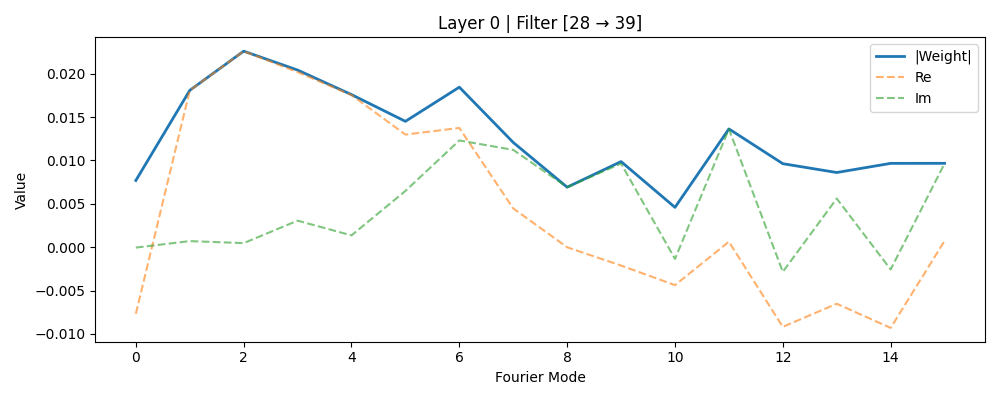 Layer 0 | Filter [28 → 39]
|Weight|
Re
Im
Value
0.020
0.015
0.010
0.005
0.000
−0.005
−0.010
0 2 4 6 8 10 12 14
Fourier Mode